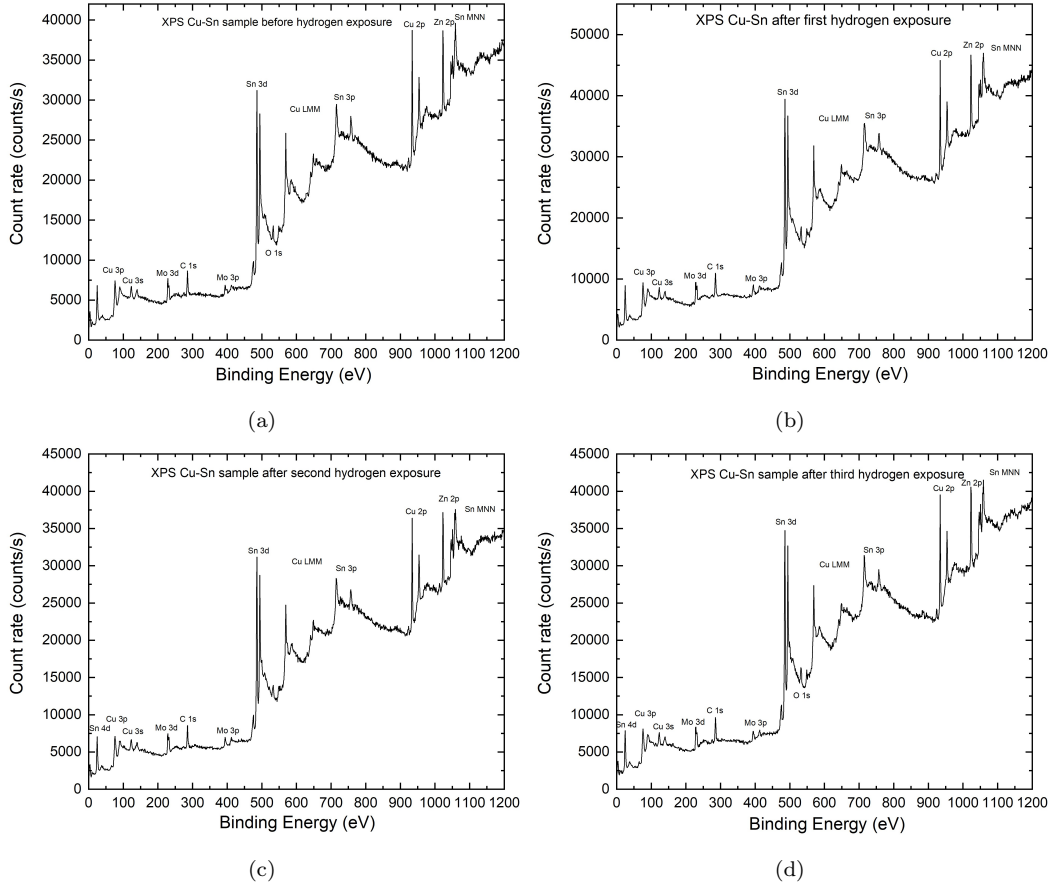 XPS Cu-Sn sample before hydrogen exposure
Count rate (counts/s)
40000
35000
30000
25000
20000
15000
10000
5000
0
Cu 3p
Cu 3s
Mo 3d
C 1s
Mo 3p
Sn 3d
O 1s
Cu LMM
Sn 3p
Cu 2p
Zn 2p
Sn MNN
0 100 200 300 400 500 600 700 800 900 1000 1100 1200
Binding Energy (eV)
(a)
XPS Cu-Sn after first hydrogen exposure
Count rate (counts/s)
50000
40000
30000
20000
10000
0
Cu 3p
Cu 3s
Mo 3d
C 1s
Mo 3p
Sn 3d
Cu LMM
Sn 3p
Cu 2p
Zn 2p
Sn MNN
0 100 200 300 400 500 600 700 800 900 1000 1100 1200
Binding Energy (eV)
(b)
XPS Cu-Sn sample after second hydrogen exposure
Count rate (counts/s)
45000
40000
35000
30000
25000
20000
15000
10000
5000
0
Sn 4d
Cu 3p
Cu 3s
Mo 3d
C 1s
Mo 3p
Sn 3d
Cu LMM
Sn 3p
Cu 2p
Zn 2p
Sn MNN
0 100 200 300 400 500 600 700 800 900 1000 1100 1200
Binding Energy (eV)
(c)
XPS Cu-Sn sample after third hydrogen exposure
Count rate (counts/s)
45000
40000
35000
30000
25000
20000
15000
10000
5000
0
Sn 4d
Cu 3p
Cu 3s
Mo 3d
C 1s
Mo 3p
Sn 3d
O 1s
Cu LMM
Sn 3p
Cu 2p
Zn 2p
Sn MNN
0 100 200 300 400 500 600 700 800 900 1000 1100 1200
Binding Energy (eV)
(d)